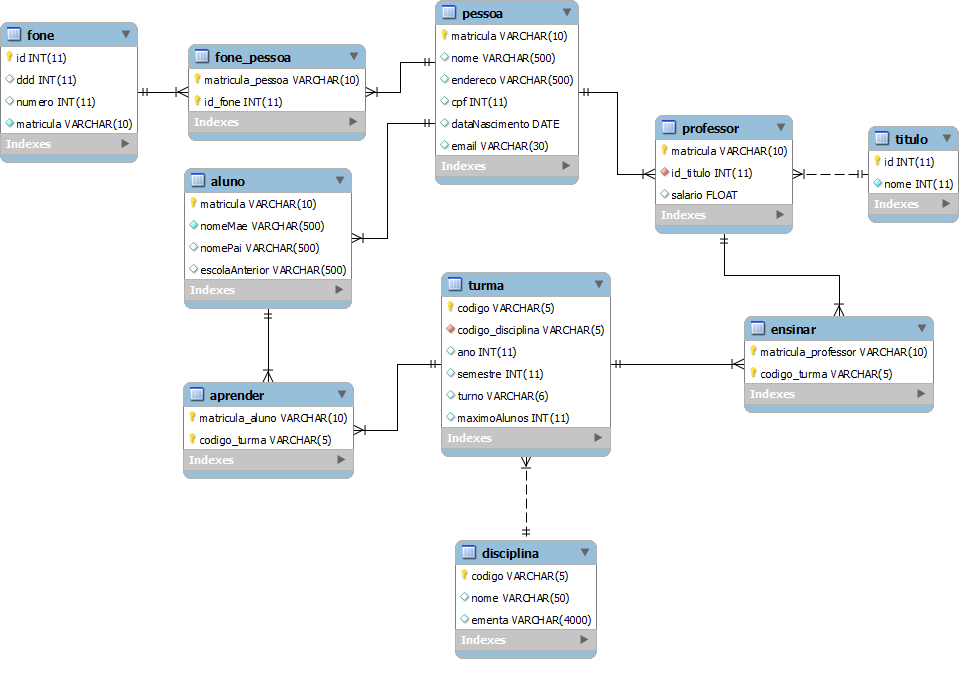 fone
id INT(11)
ddd INT(11)
numero INT(11)
matricula VARCHAR(10)
Indexes
fone_pessoa
matricula_pessoa VARCHAR(10)
id_fone INT(11)
Indexes
pessoa
matricula VARCHAR(10)
nome VARCHAR(500)
endereco VARCHAR(500)
cpf INT(11)
dataNascimento DATE
email VARCHAR(30)
Indexes
professor
matricula VARCHAR(10)
id_titulo INT(11)
salario FLOAT
Indexes
titulo
id INT(11)
nome INT(11)
Indexes
aluno
matricula VARCHAR(10)
nomeMae VARCHAR(500)
nomePai VARCHAR(500)
escolaAnterior VARCHAR(500)
Indexes
turma
codigo VARCHAR(5)
codigo_disciplina VARCHAR(5)
ano INT(11)
semestre INT(11)
turno VARCHAR(6)
maximoAlunos INT(11)
Indexes
ensinar
matricula_professor VARCHAR(10)
codigo_turma VARCHAR(5)
Indexes
aprender
matricula_aluno VARCHAR(10)
codigo_turma VARCHAR(5)
Indexes
disciplina
codigo VARCHAR(5)
nome VARCHAR(50)
ementa VARCHAR(4000)
Indexes